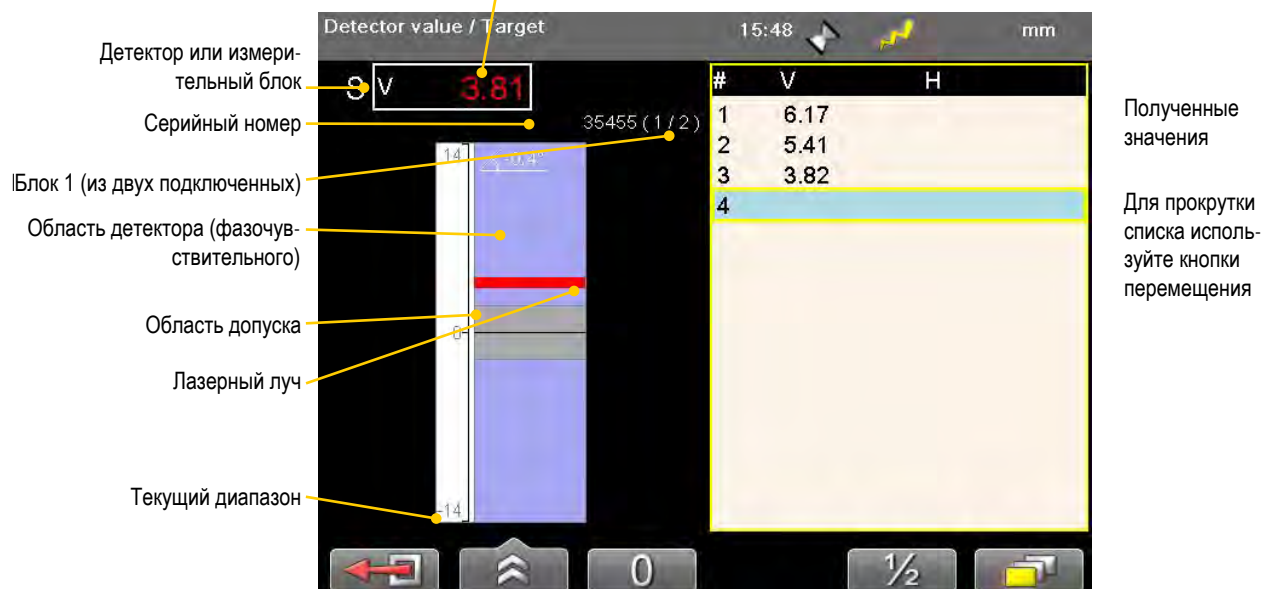 Detector value / Target 15:48 mm
Детектор или измери-
тельный блок
S V 3.81
Серийный номер
35455 ( 1 / 2 )
Блок 1 (из двух подключенных)
Область детектора (фазочув-
ствительного)
Область допуска
Лазерный луч
Текущий диапазон
14
-0.4°
0
-14
# V H
1 6.17
2 5.41
3 3.82
4
Полученные
значения
Для прокрутки
списка исполь-
зуйте кнопки
перемещения
0
½